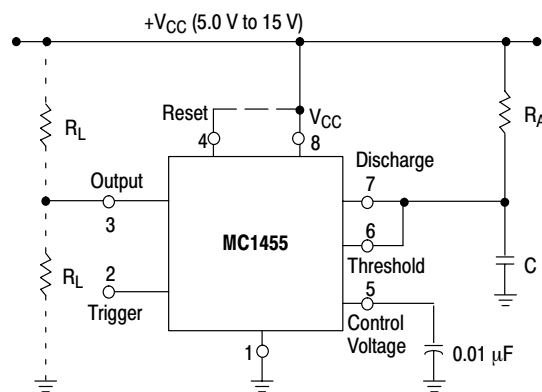 +VCC (5.0 V to 15 V)
Reset
VCC
RL
4
8
RA
Discharge
Output
7
3
MC1455
6
Threshold
C
RL
2
5
Trigger
Control
Voltage
1
0.01 μF